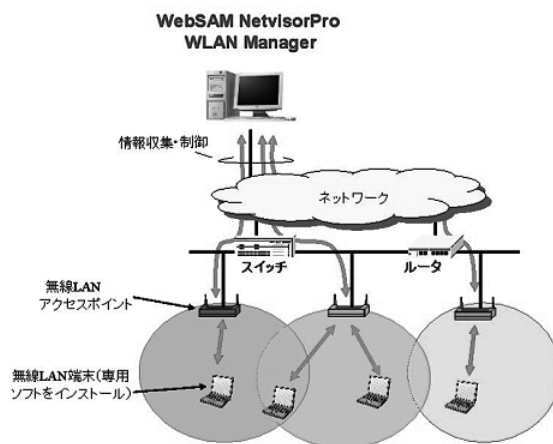 WebSAM NetvisorPro
WLAN Manager
情報収集・制御
ネットワーク
スイッチ
ルータ
無線LAN
アクセスポイント
無線LAN端末(専用
ソフトをインストール)